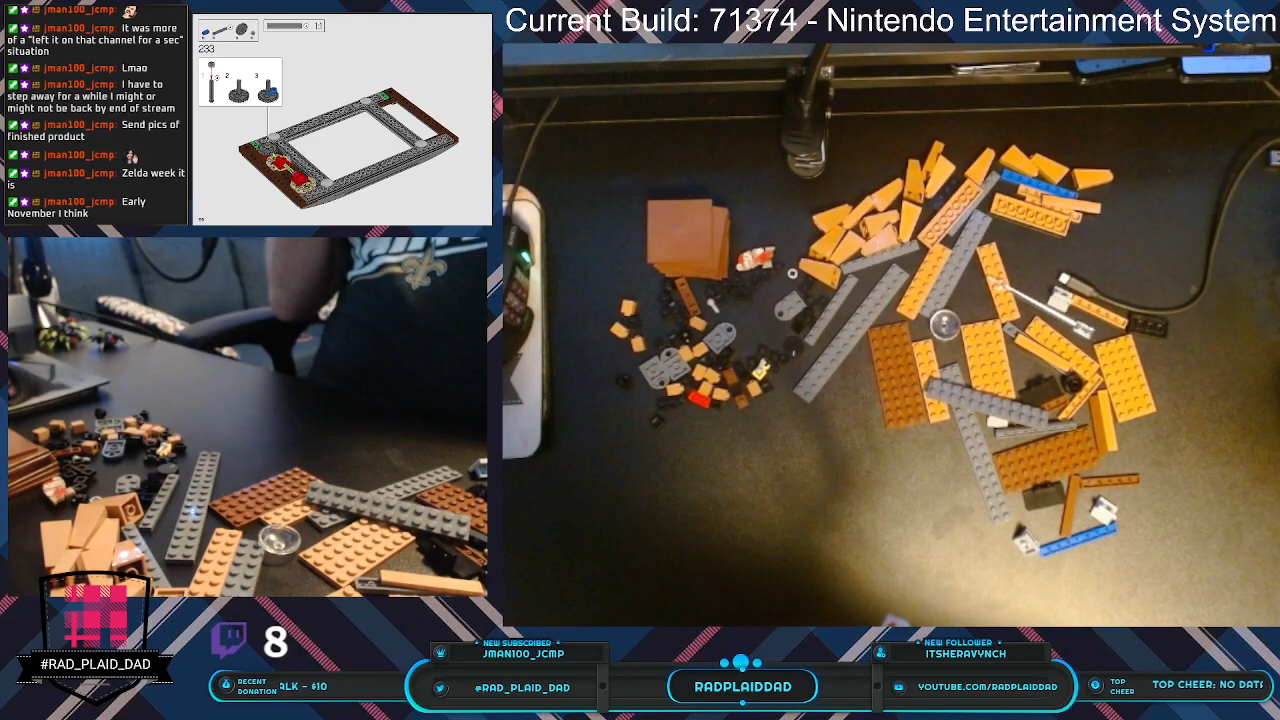 jman100_jcmp:
jman100_jcmp: It was more
of a "left it on that channel for a sec"
situation
jman100_jcmp: Lmao
jman100_jcmp: I have to
step away for a while I might or
might not be back by end of stream
jman100_jcmp: Send pics of
finished product
jman100_jcmp:
jman100_jcmp: Zelda week it
is
jman100_jcmp: Early
November I think
1:1
233
1 2 3
Current Build: 71374 - Nintendo Entertainment System
#RAD_PLAID_DAD
8
RECENT
DONATION
ALK - $10
NEW SUBSCRIBER
JMAN100_JCMP
@RAD_PLAID_DAD
RADPLAIDDAD
NEW FOLLOWER
ITSHERAVYNCH
YOUTUBE.COM/RADPLAIDDAD
TOP
CHEER
TOP CHEER: NO DATA